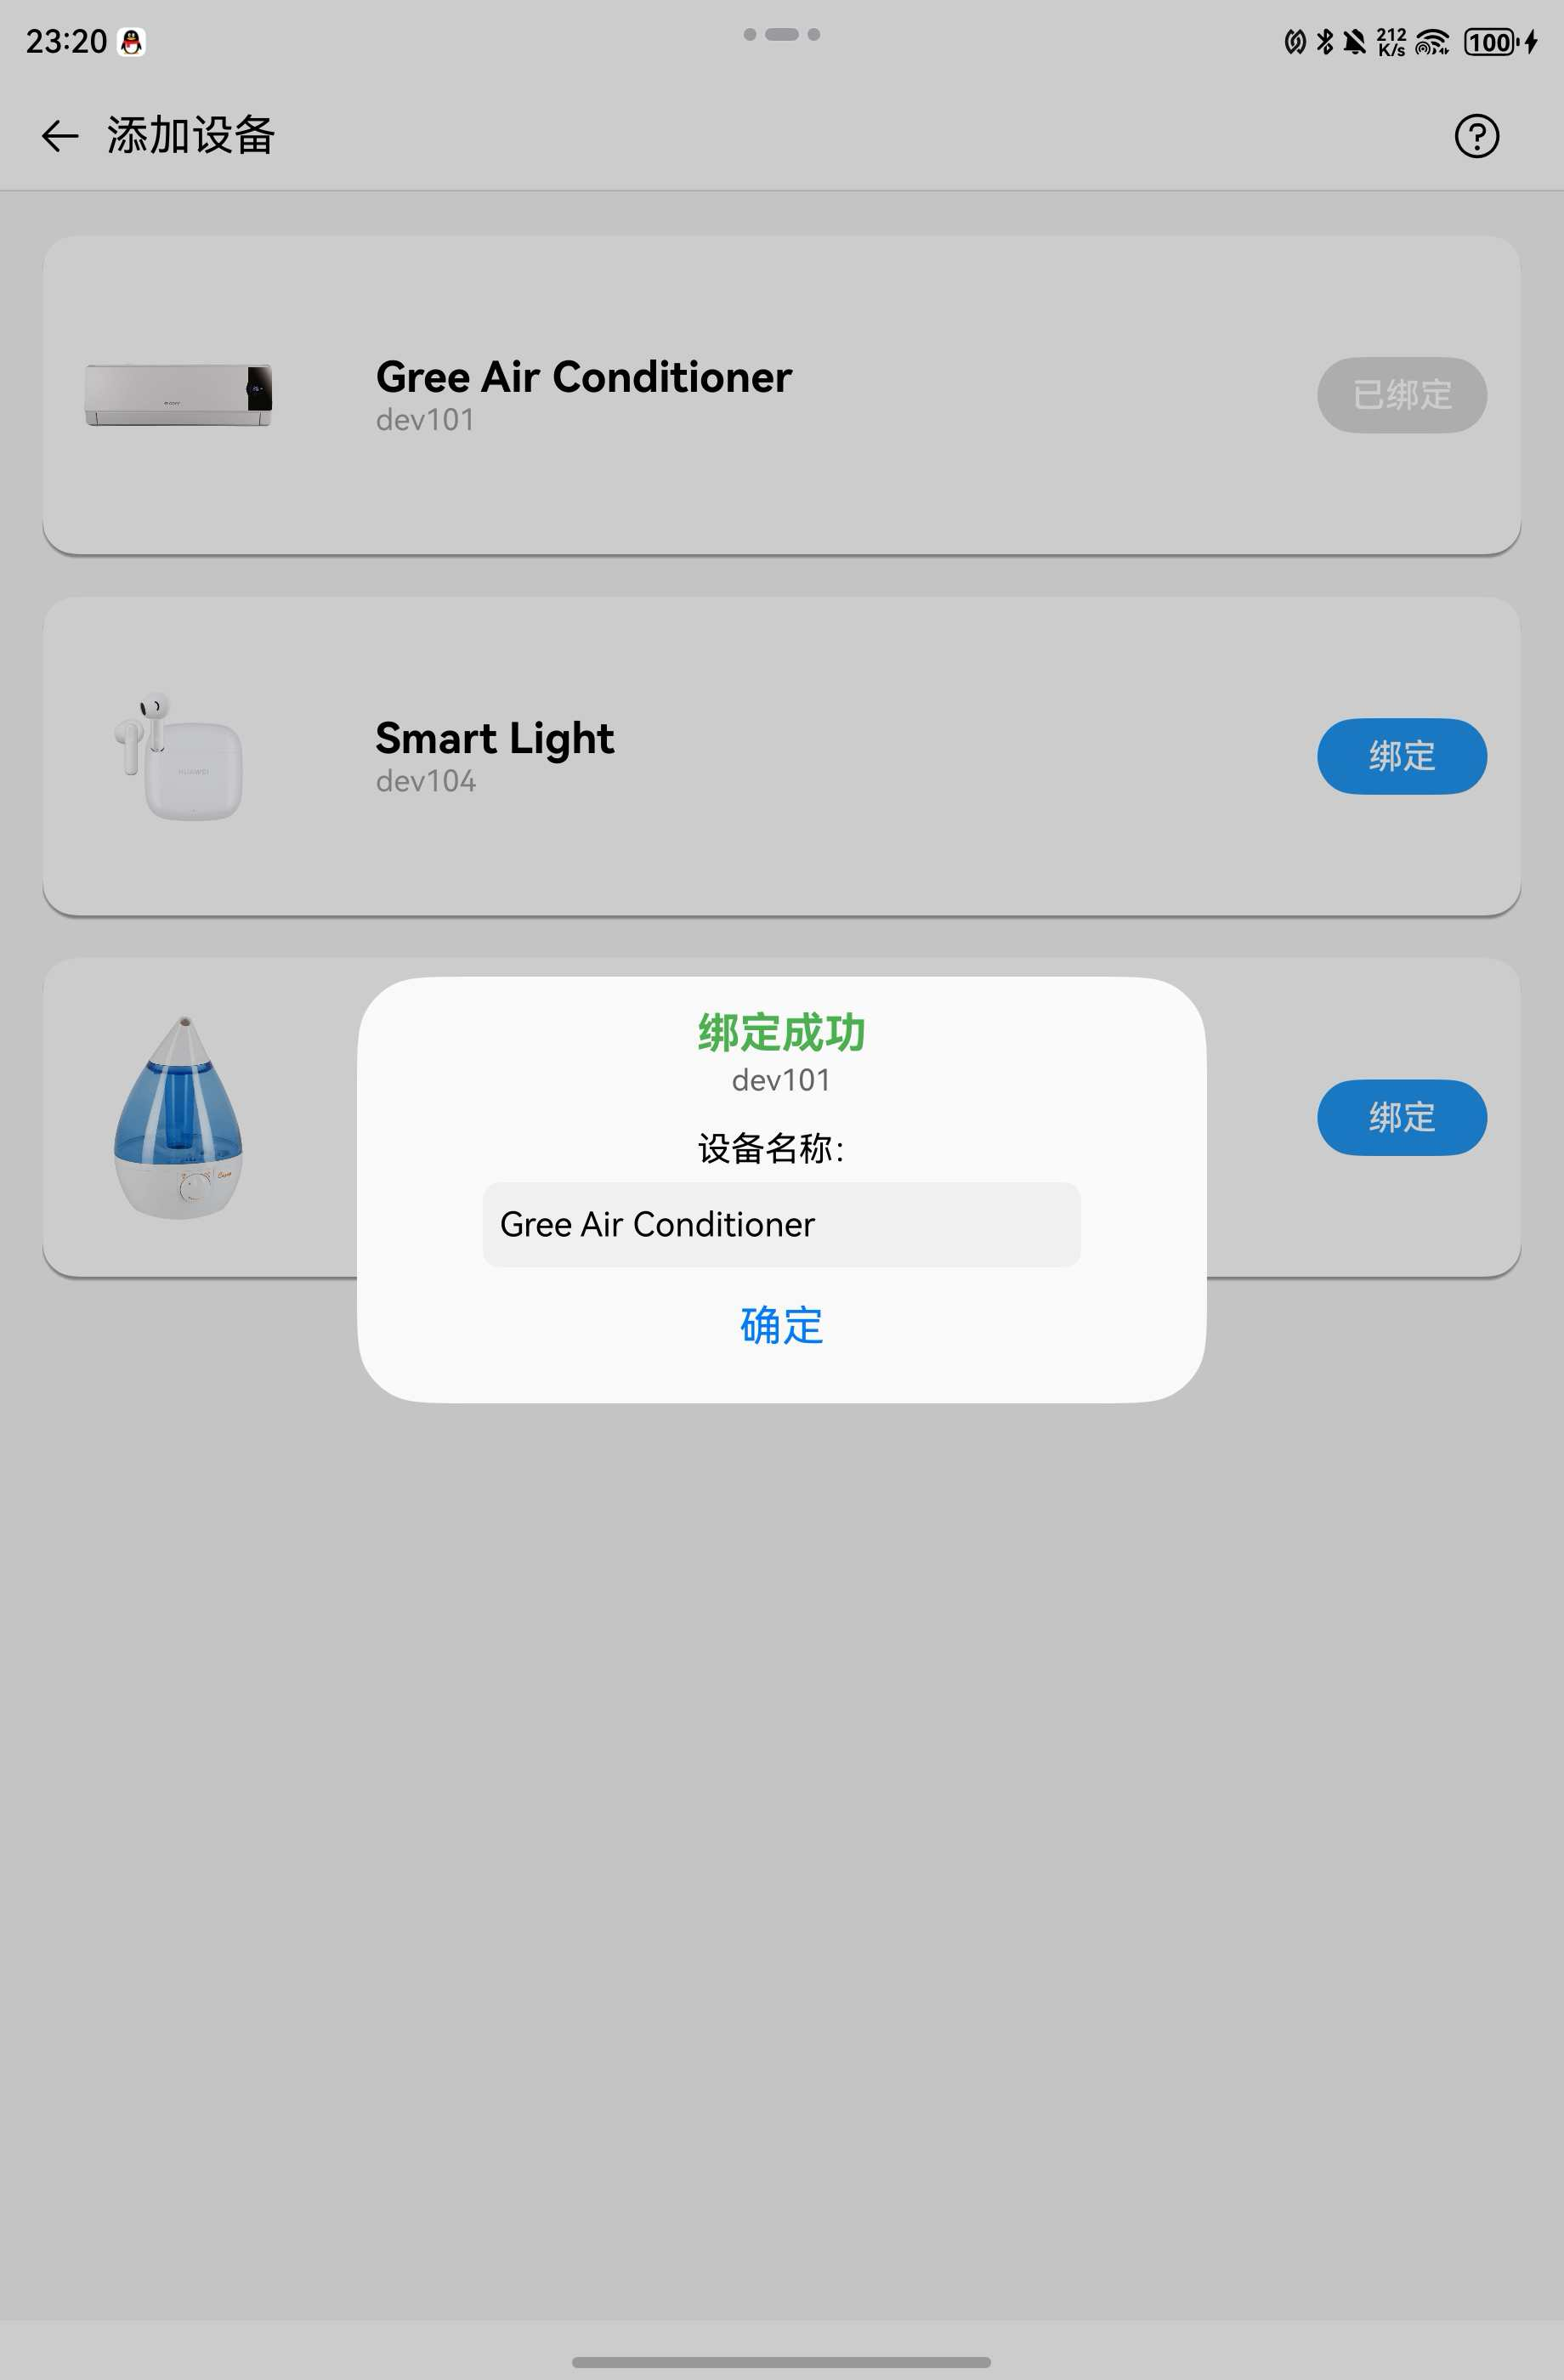 23:20
212 K/s
100
添加设备
Gree Air Conditioner
dev101
已绑定
HUAWEI
Smart Light
dev104
绑定
绑定
绑定成功
dev101
设备名称:
Gree Air Conditioner
确定